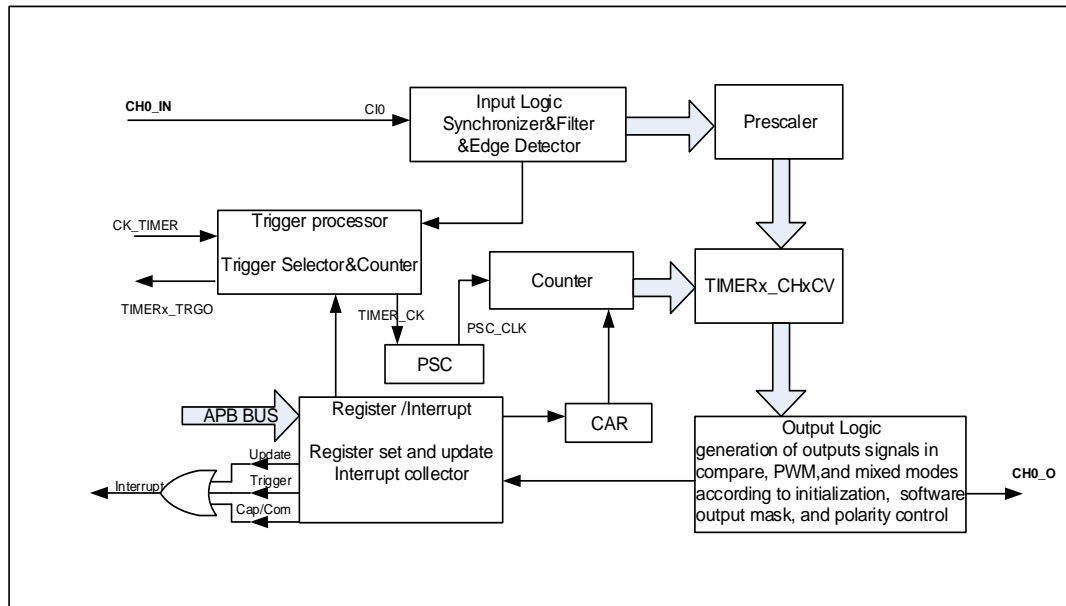 CH0_IN
CI0
Input Logic
Synchronizer&Filter
&Edge Detector
Prescaler
CK_TIMER
TIMERx_TRGO
Trigger processor
Trigger Selector&Counter
TIMER_CK
PSC
PSC_CLK
Counter
TIMERx_CHxCV
CAR
APB BUS
Register /Interrupt
Register set and update
Interrupt collector
Update
Trigger
Cap/Com
Interrupt
Output Logic
generation of outputs signals in
compare, PWM,and mixed modes
according to initialization, software
output mask, and polarity control
CH0_O